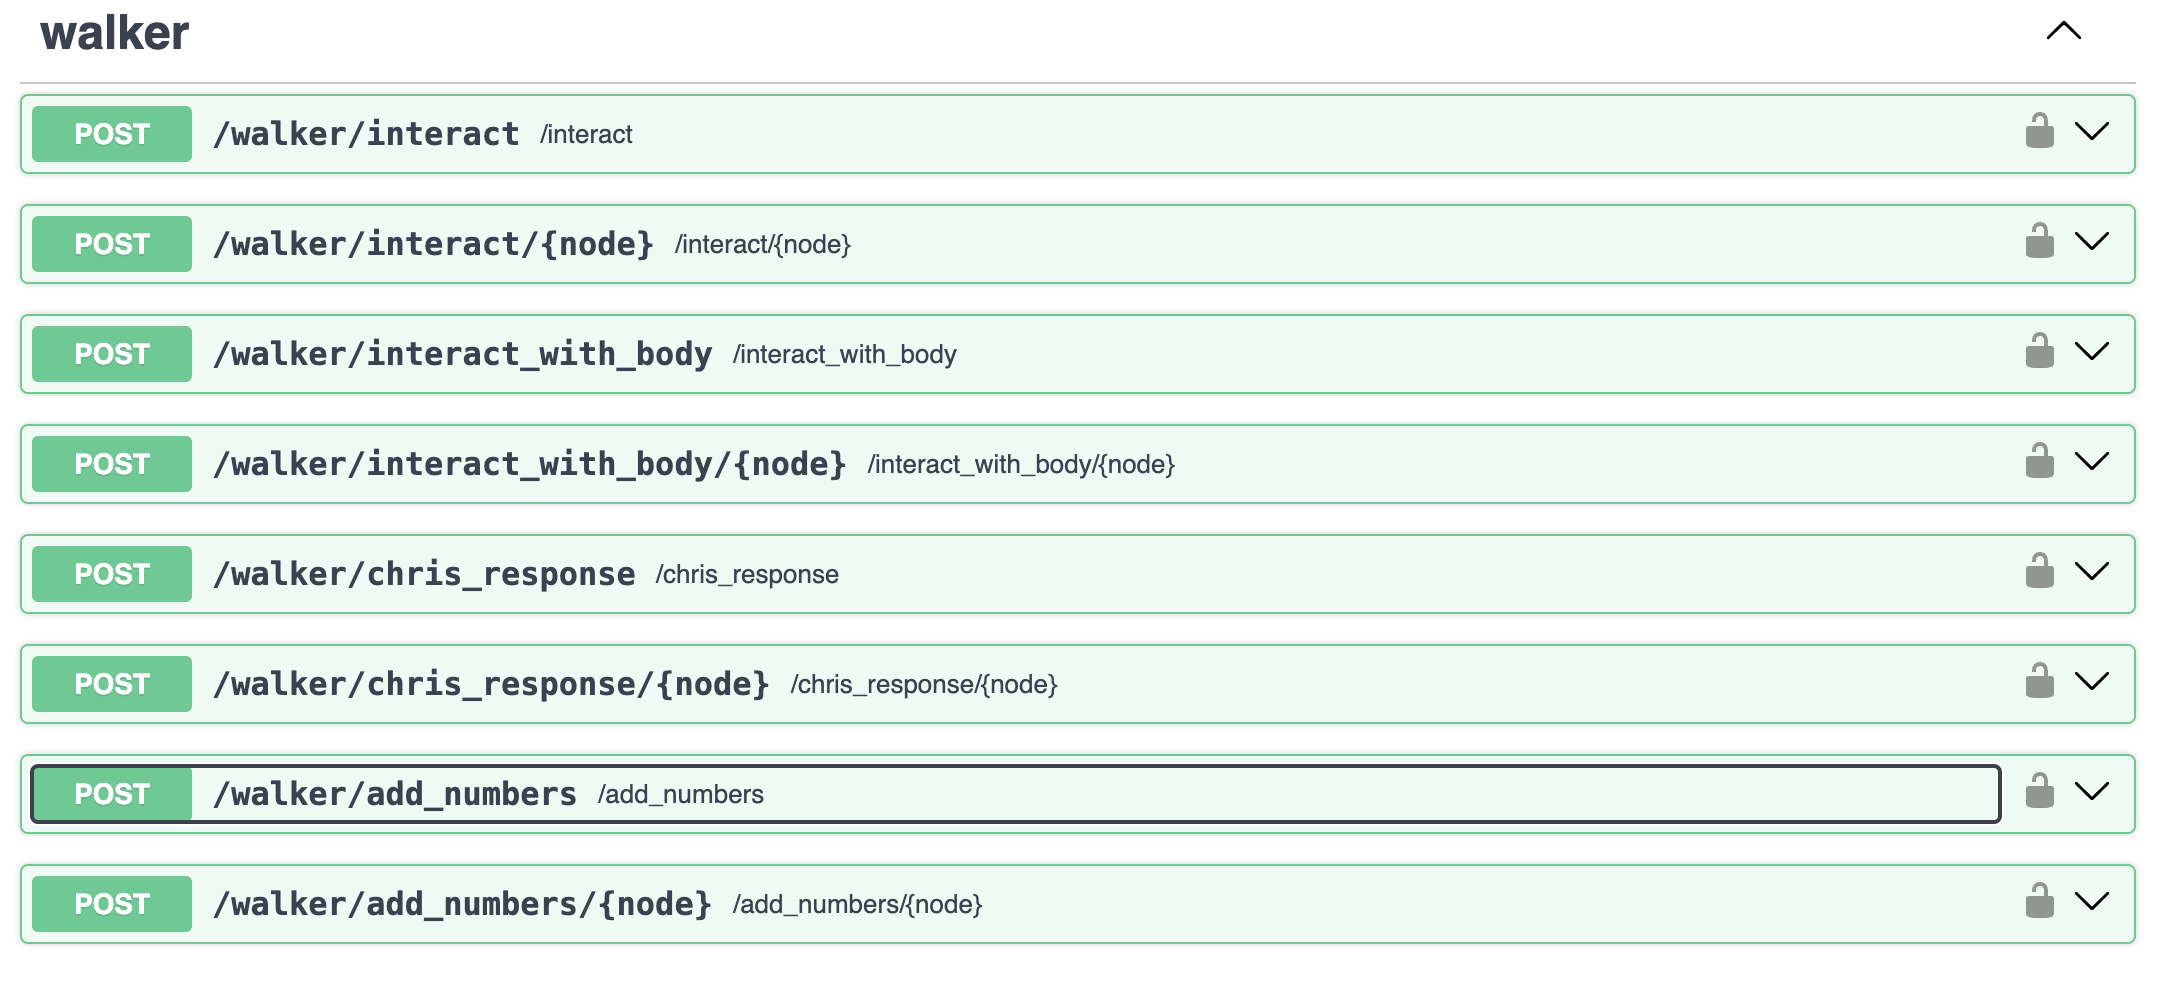 walker
POST /walker/interact /interact
POST /walker/interact/{node} /interact/{node}
POST /walker/interact_with_body /interact_with_body
POST /walker/interact_with_body/{node} /interact_with_body/{node}
POST /walker/chris_response /chris_response
POST /walker/chris_response/{node} /chris_response/{node}
POST /walker/add_numbers /add_numbers
POST /walker/add_numbers/{node} /add_numbers/{node}